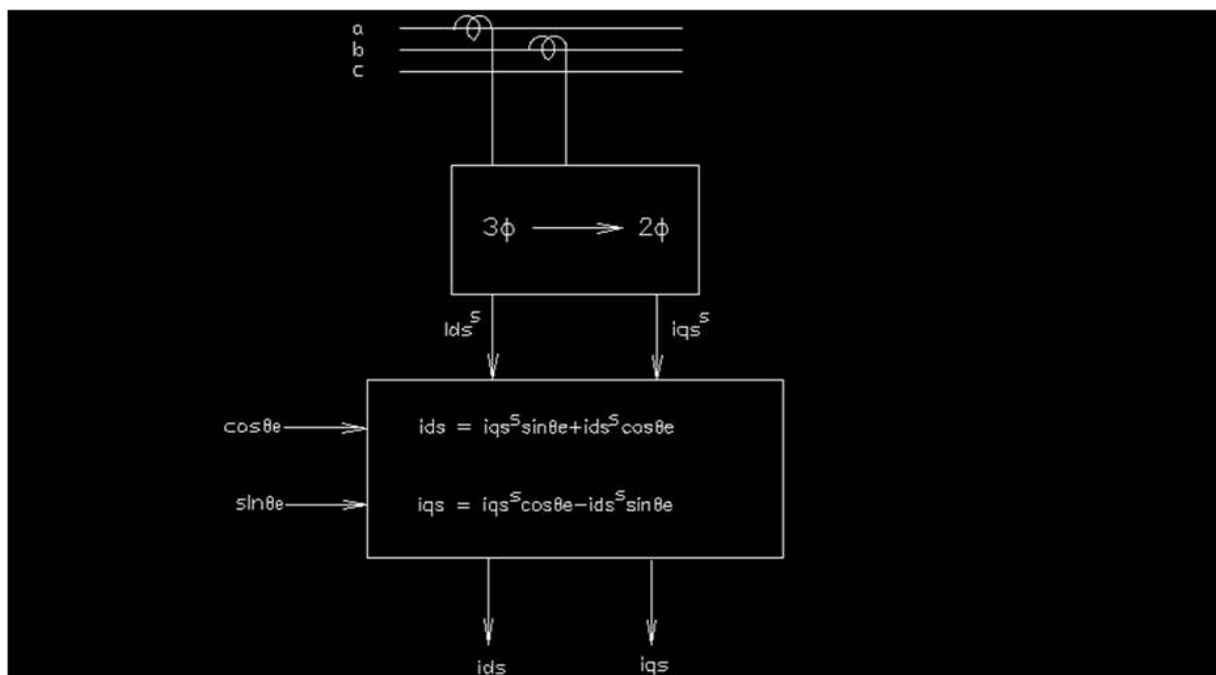 a
b
c
3ϕ 2ϕ
Ids^s iqs^s
cosθe
ids = iqs^s sinθe+ids^s cosθe
sinθe
iqs = iqs^s cosθe-ids^s sinθe
ids iqs